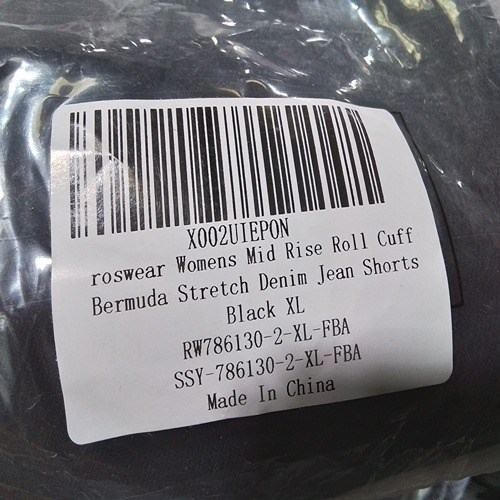 X002UIEPON
roswear Womens Mid Rise Roll Cuff
Bermuda Stretch Denim Jean Shorts
Black XL
RW786130-2-XL-FBA
SSY-786130-2-XL-FBA
Made In China